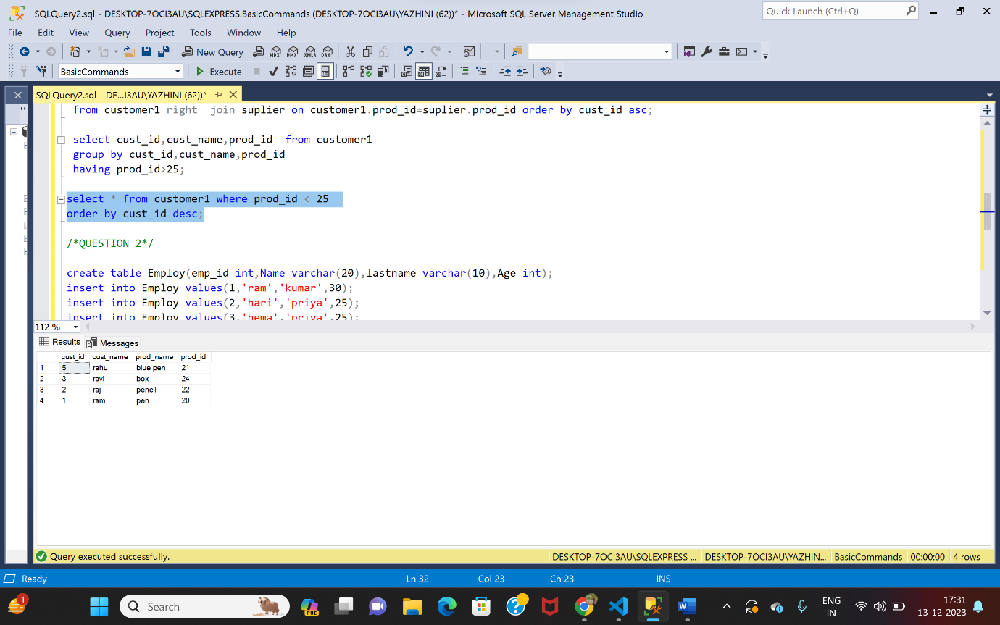 SQLQuery2.sql - DESKTOP-7OCI3AU\SQLEXPRESS.BasicCommands (DESKTOP-7OCI3AU\YAZHINI (62))* - Microsoft SQL Server Management Studio
Quick Launch (Ctrl+Q)
File Edit View Query Project Tools Window Help
New Query MDX DMX XMLA DAX
BasicCommands Execute
SQLQuery2.sql - DE...I3AU\YAZHINI (62))*
from customer1 right  join suplier on customer1.prod_id=suplier.prod_id order by cust_id asc;
select cust_id,cust_name,prod_id  from customer1
group by cust_id,cust_name,prod_id
having prod_id>25;
select * from customer1 where prod_id < 25
order by cust_id desc;
/*QUESTION 2*/
create table Employ(emp_id int,Name varchar(20),lastname varchar(10),Age int);
insert into Employ values(1,'ram','kumar',30);
insert into Employ values(2,'hari','priya',25);
insert into Employ values(3,'hema','priya',25);
112 %
Results Messages
cust_id cust_name prod_name prod_id
1 5 rahu blue pen 21
2 3 ravi box 24
3 2 raj pencil 22
4 1 ram pen 20
Query executed successfully. DESKTOP-7OCI3AU\SQLEXPRESS ... DESKTOP-7OCI3AU\YAZHIN... BasicCommands 00:00:00 4 rows
Ready Ln 32 Col 23 Ch 23 INS
1 Search PRE W ENG 17:31
IN 13-12-2023